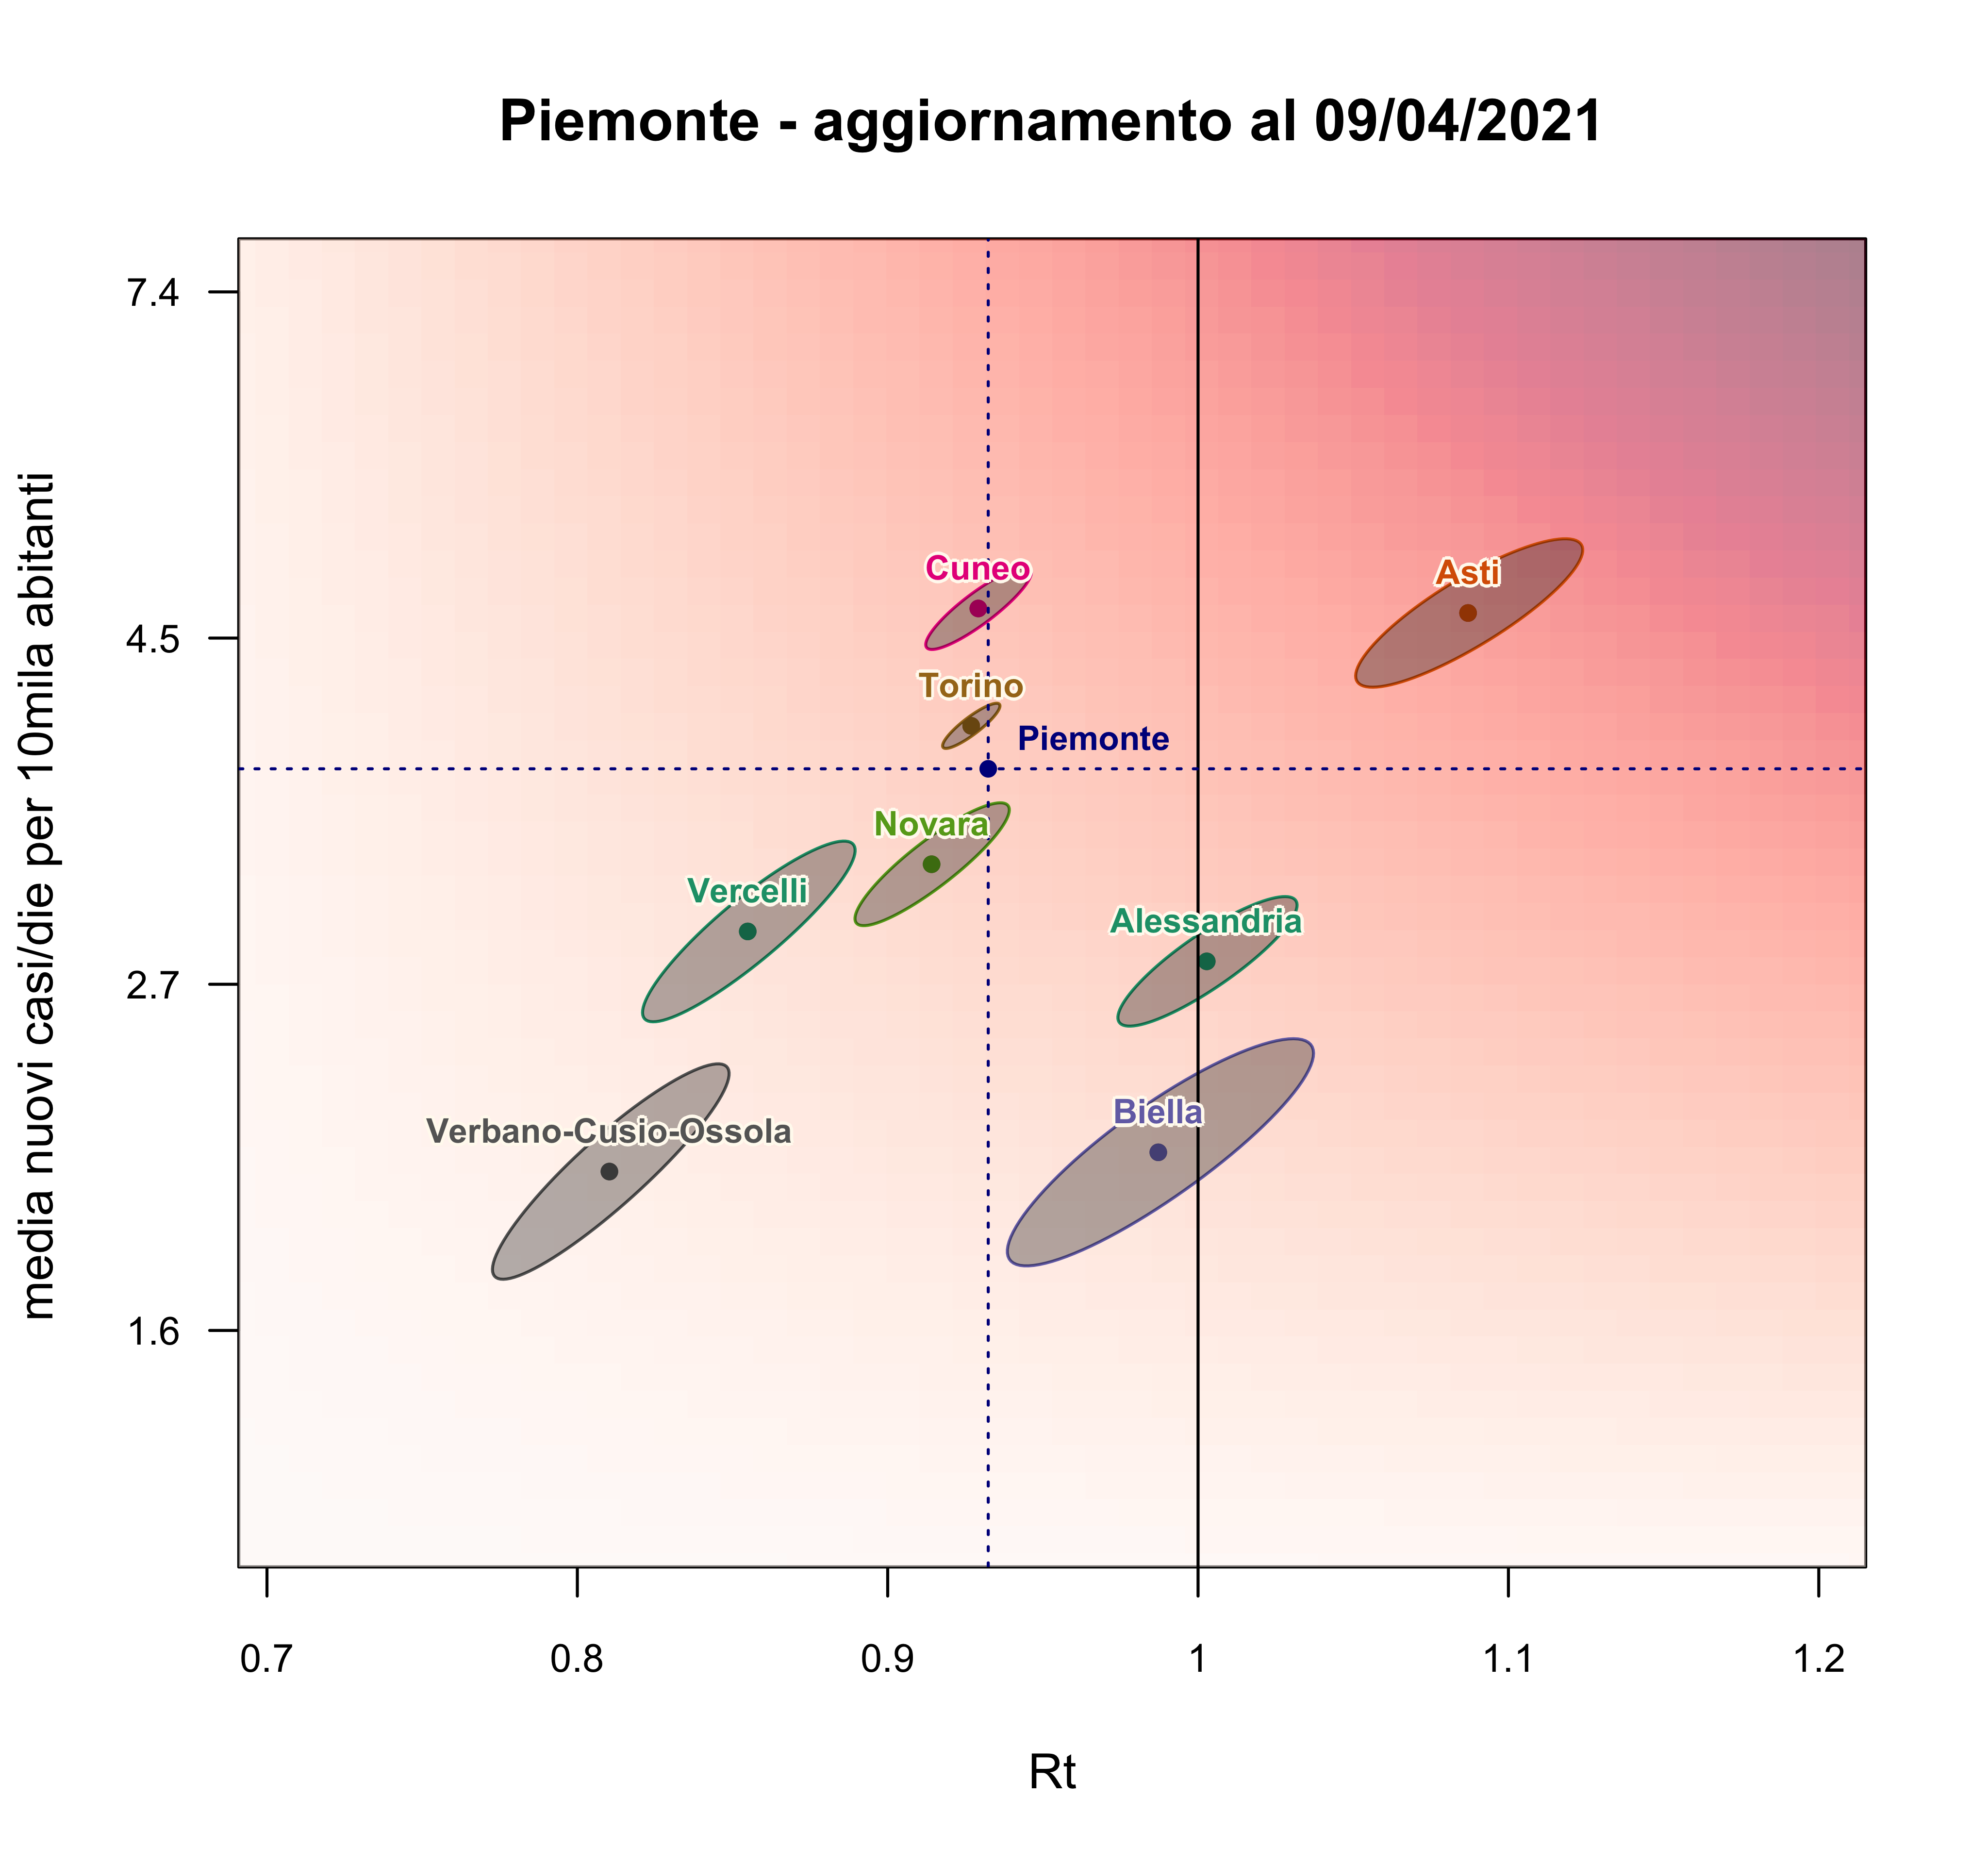 Piemonte - aggiornamento al 09/04/2021
media nuovi casi/die per 10mila abitanti
7.4
4.5
2.7
1.6
Cuneo
Asti
Torino
Piemonte
Novara
Vercelli
Alessandria
Biella
Verbano-Cusio-Ossola
0.7 0.8 0.9 1 1.1 1.2
Rt